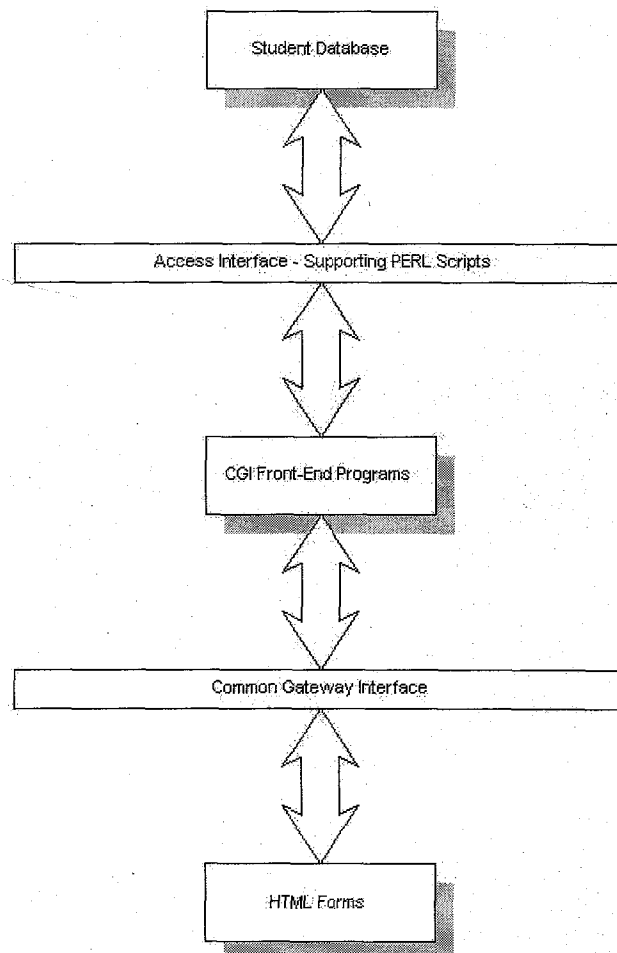 Student Database
Access Interface - Supporting PERL Scripts
CGI Front-End Programs
Common Gateway Interface
HTML Forms